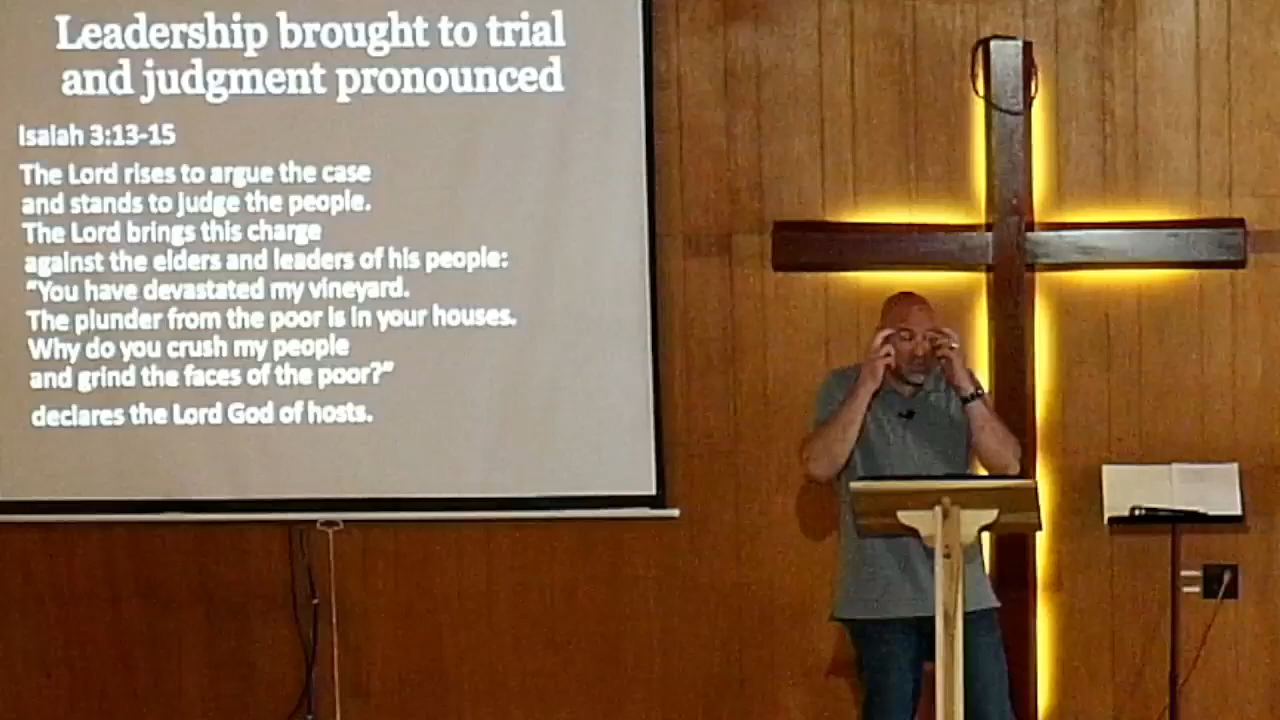 Leadership brought to trial
and judgment pronounced
Isaiah 3:13-15
The Lord rises to argue the case
and stands to judge the people.
The Lord brings this charge
against the elders and leaders of his people:
“You have devastated my vineyard.
The plunder from the poor is in your houses.
Why do you crush my people
and grind the faces of the poor?”
declares the Lord God of hosts.